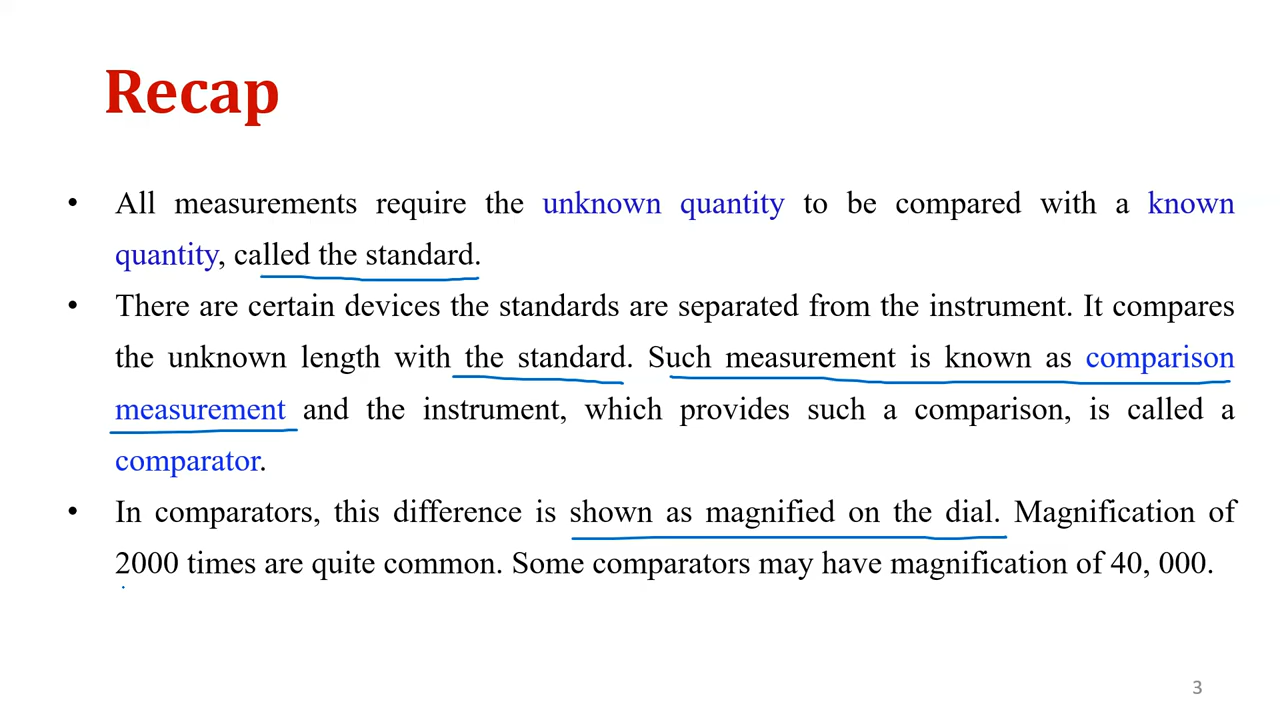 Recap
• All measurements require the unknown quantity to be compared with a known
quantity, called the standard.
• There are certain devices the standards are separated from the instrument. It compares
the unknown length with the standard. Such measurement is known as comparison
measurement and the instrument, which provides such a comparison, is called a
comparator.
• In comparators, this difference is shown as magnified on the dial. Magnification of
2000 times are quite common. Some comparators may have magnification of 40, 000.
3